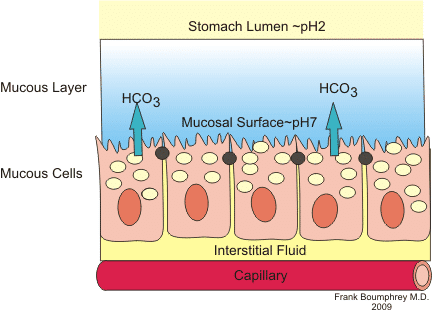 Stomach Lumen ~pH2
Mucous Layer
HCO3
HCO3
Mucosal Surface~pH7
Mucous Cells
Interstitial Fluid
Capillary
Frank Boumphrey M.D.
2009